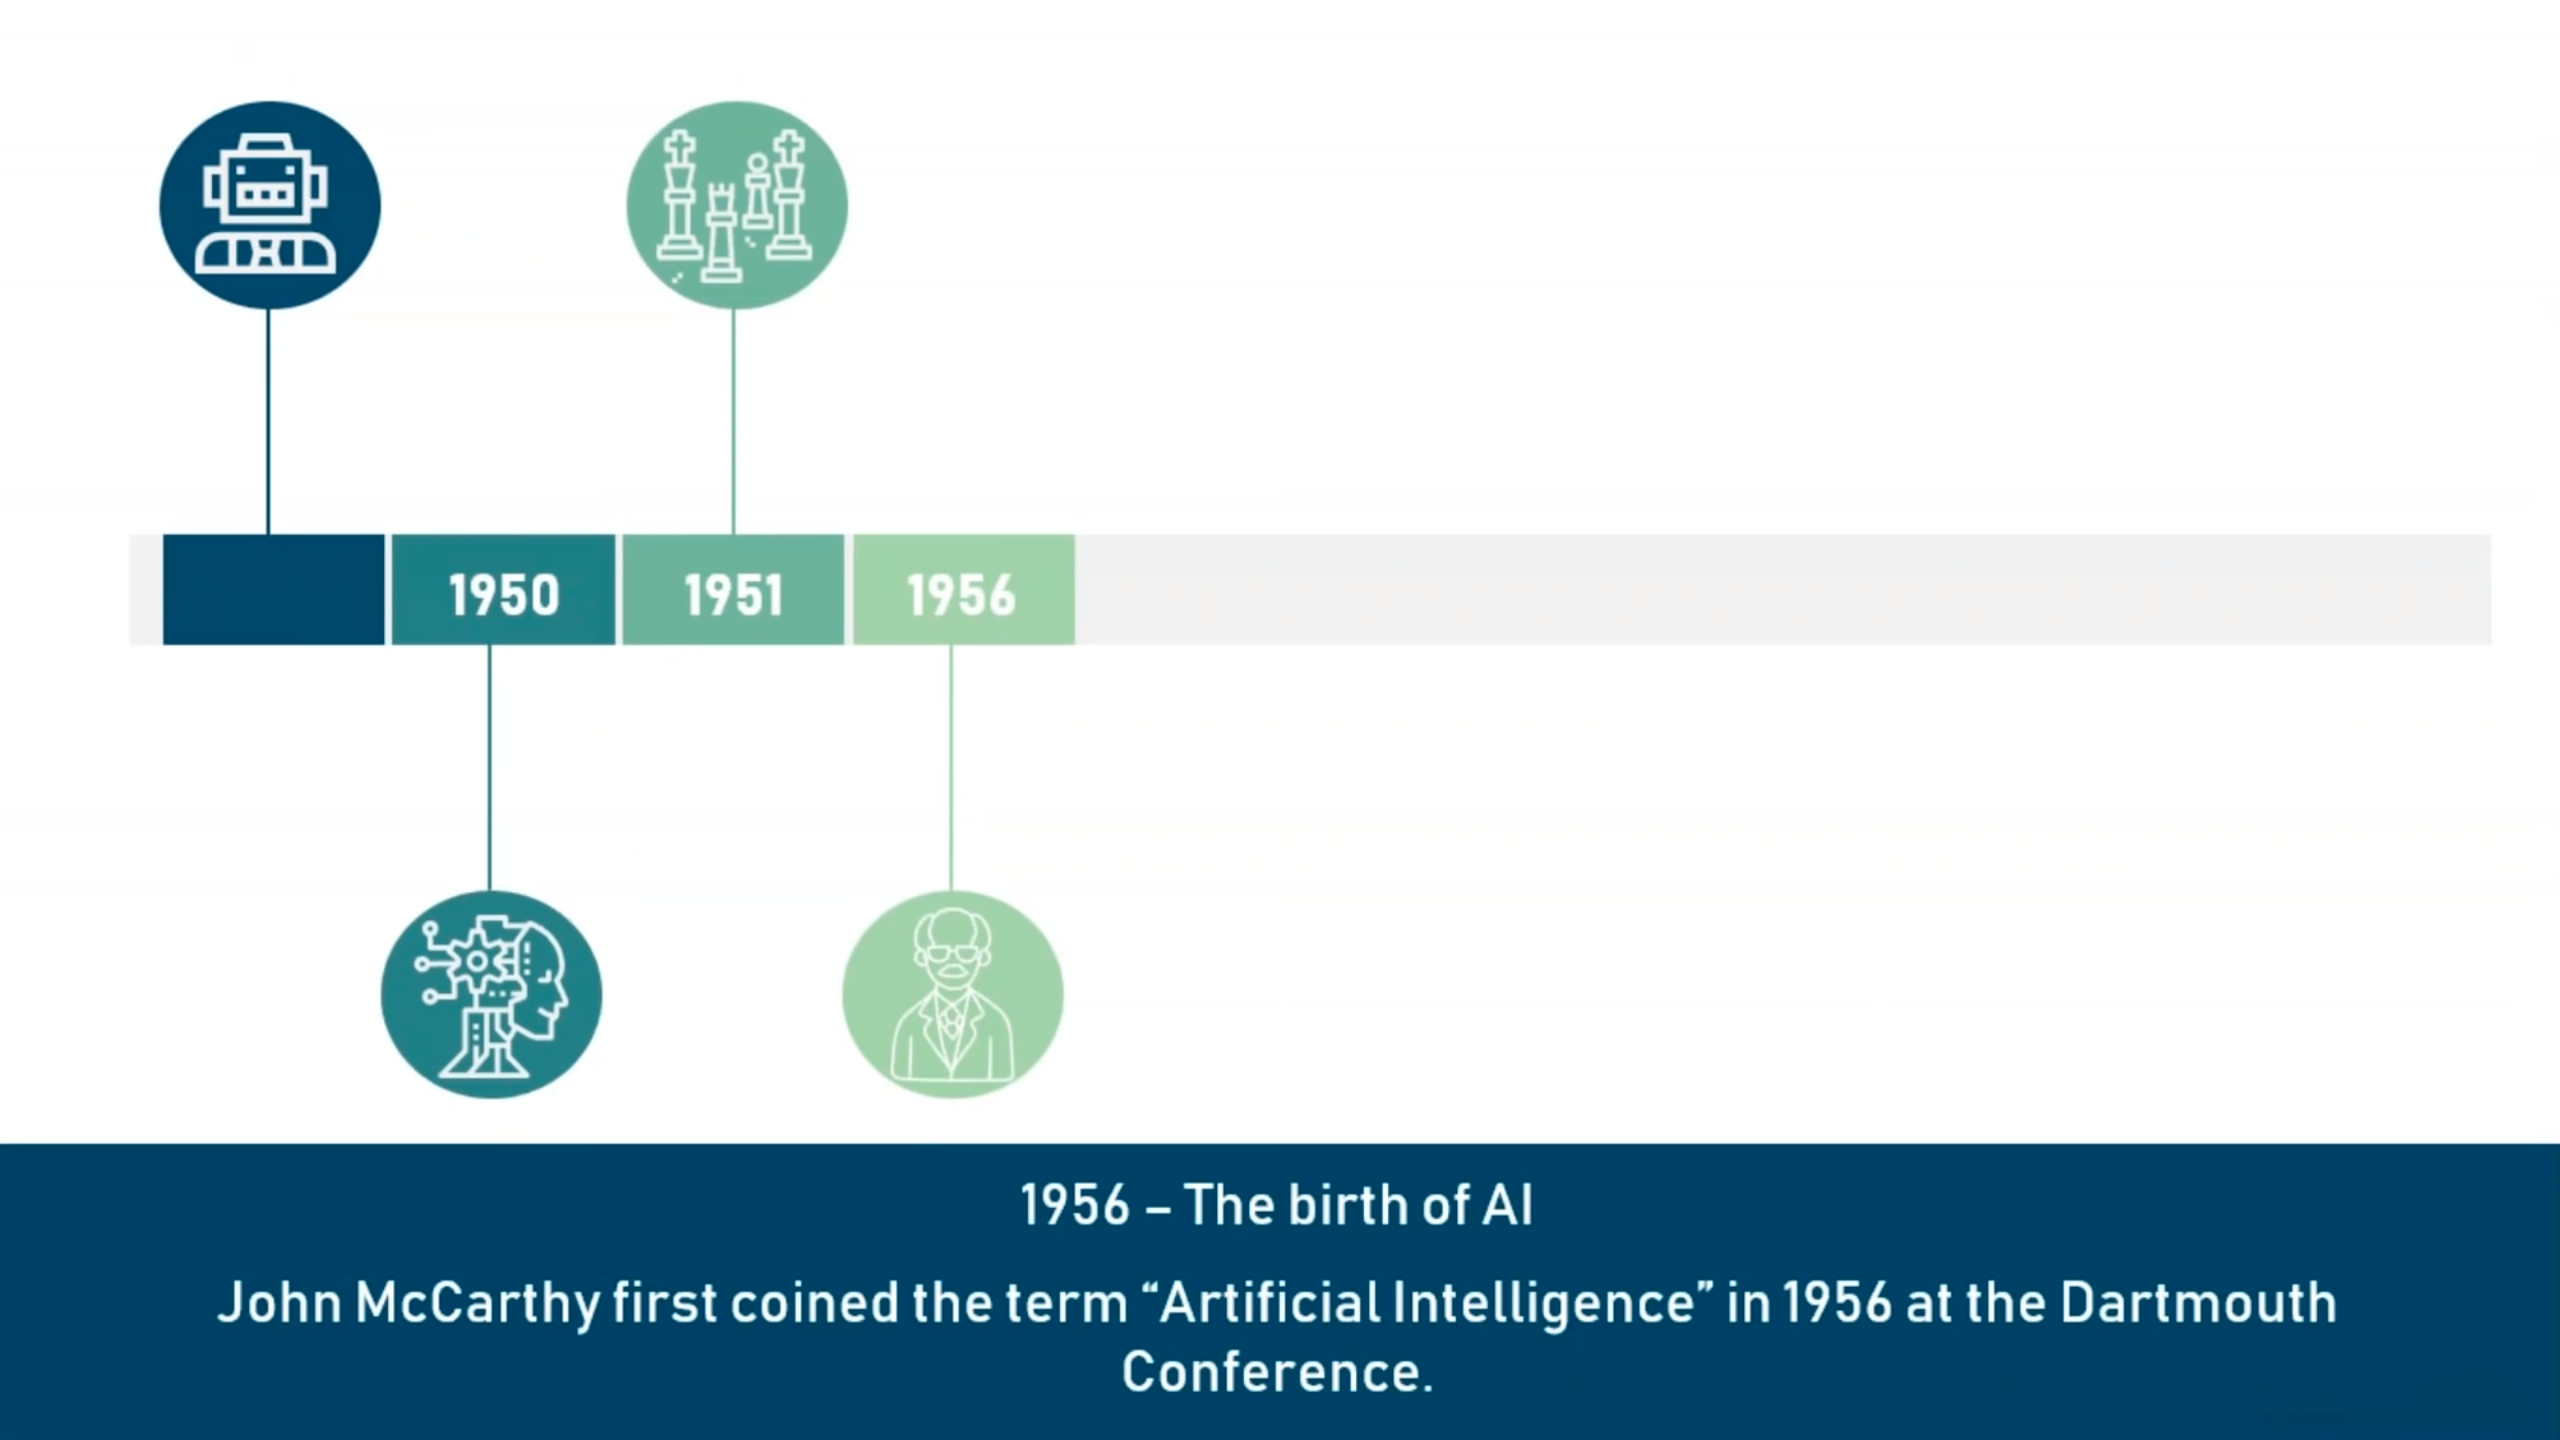 1950
1951
1956
1956 – The birth of AI
John McCarthy first coined the term “Artificial Intelligence” in 1956 at the Dartmouth
Conference.